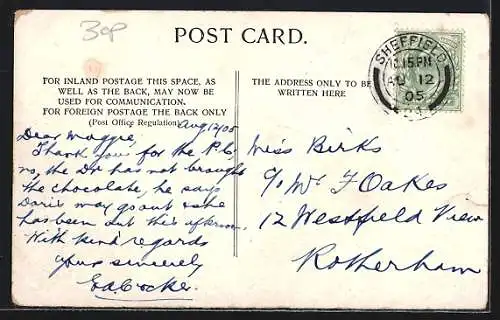 30p
POST CARD.
FOR INLAND POSTAGE THIS SPACE, AS
WELL AS THE BACK, MAY NOW BE
USED FOR COMMUNICATION.
FOR FOREIGN POSTAGE THE BACK ONLY
(Post Office Regulation).
THE ADDRESS ONLY TO BE
WRITTEN HERE
SHEFFIELD
15 PM
AU 12
05
Aug 12/05
Dear Maggie,
Thank you for the P.C.
no, the Dr has not brought
the chocolate, he says
Doris may go out & she
has been out this afternn.
With kind regards
yours sincerely
Miss Birks
c/o Mr F Oakes
12 Westfield View
Rotherham